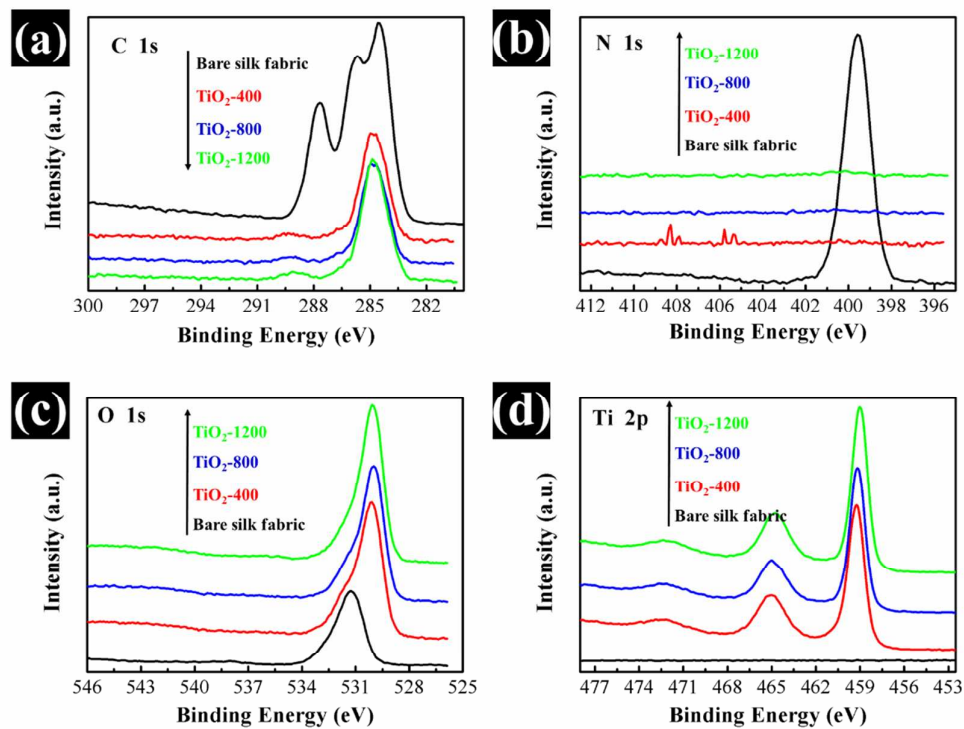 (a)
C 1s
Bare silk fabric
TiO₂-400
TiO₂-800
TiO₂-1200
Intensity (a.u.)
300 297 294 291 288 285 282
Binding Energy (eV)
(b)
N 1s
TiO₂-1200
TiO₂-800
TiO₂-400
Bare silk fabric
Intensity (a.u.)
412 410 408 406 404 402 400 398 396
Binding Energy (eV)
(c)
O 1s
TiO₂-1200
TiO₂-800
TiO₂-400
Bare silk fabric
Intensity (a.u.)
546 543 540 537 534 531 528 525
Binding Energy (eV)
(d)
Ti 2p
TiO₂-1200
TiO₂-800
TiO₂-400
Bare silk fabric
Intensity (a.u.)
477 474 471 468 465 462 459 456 453
Binding Energy (eV)